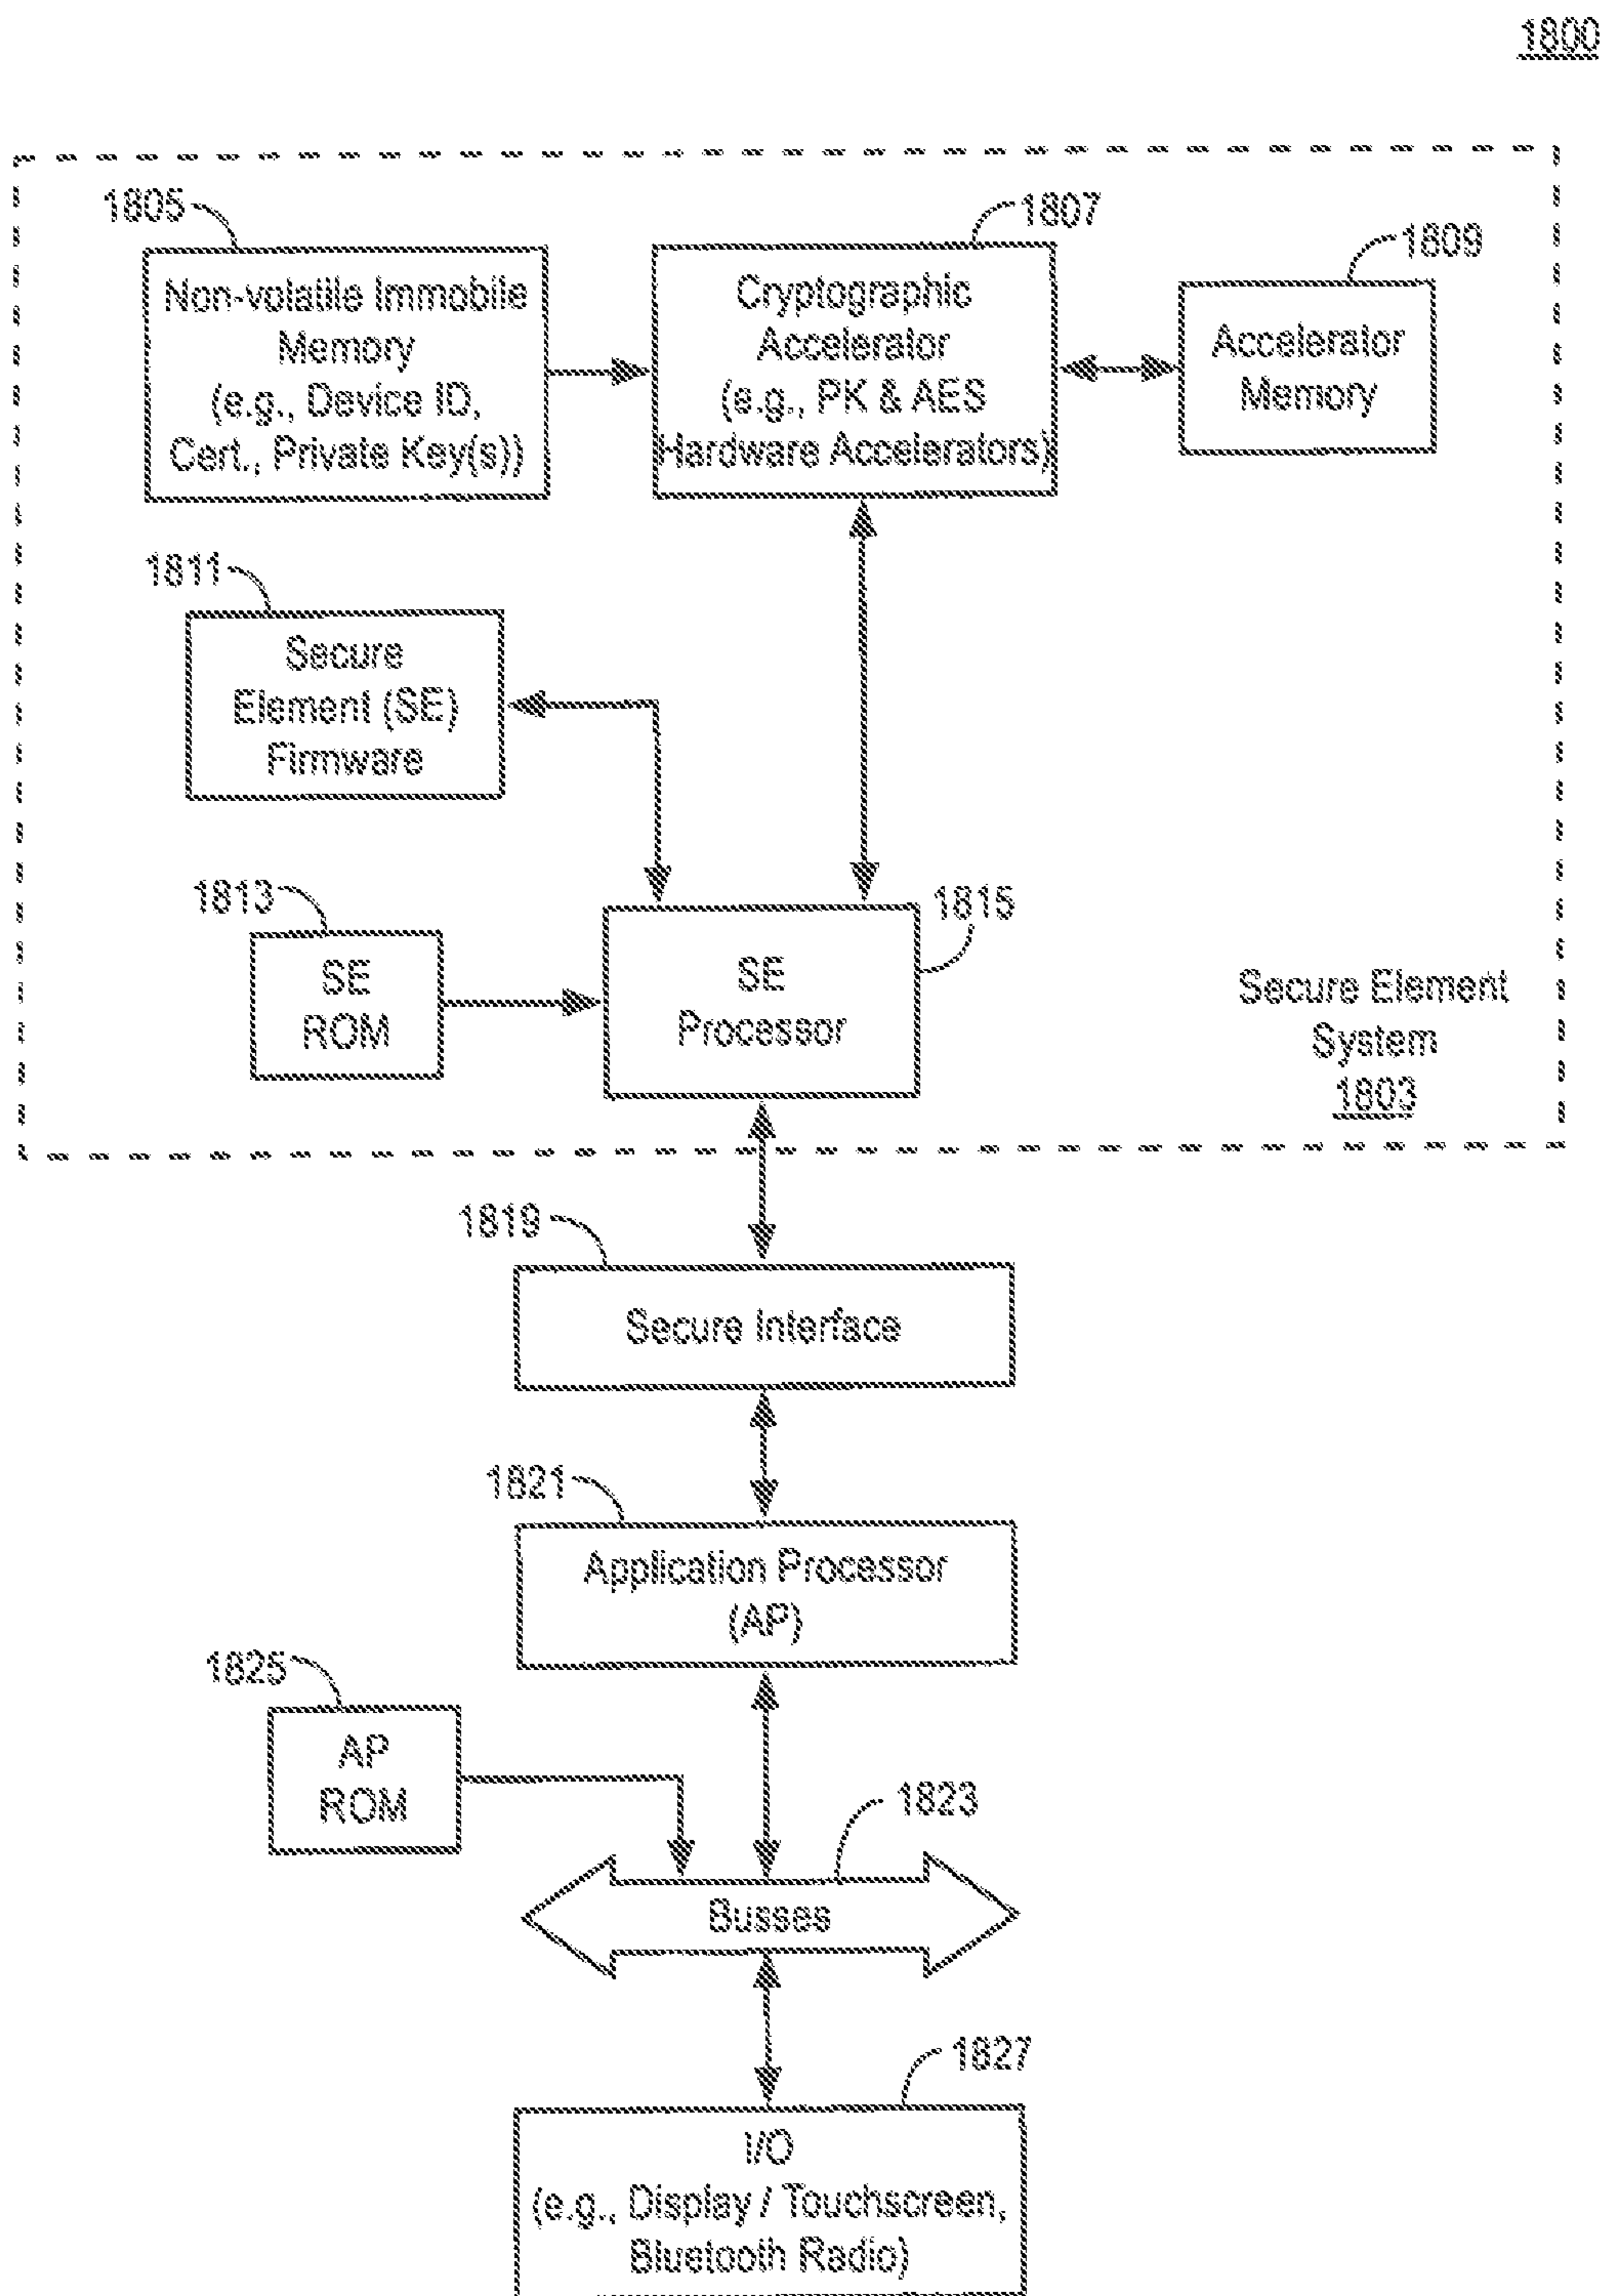 1800
1805
1807
1809
Non-volatile Immobile
Memory
(e.g., Device ID,
Cert., Private Key(s))
Cryptographic
Accelerator
(e.g., PK & AES
Hardware Accelerators)
Accelerator
Memory
1811
Secure
Element (SE)
Firmware
1813
SE
ROM
1815
SE
Processor
Secure Element
System
1803
1819
Secure Interface
1821
Application Processor
(AP)
1825
AP
ROM
1823
Busses
1827
I/O
(e.g., Display / Touchscreen,
Bluetooth Radio)